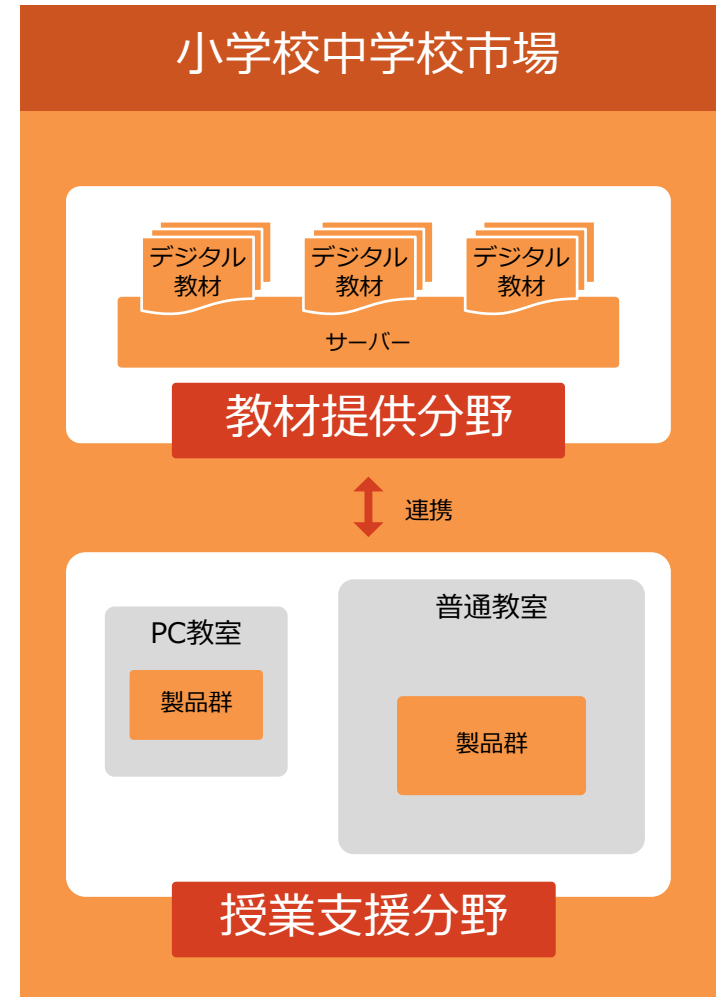 小学校中学校市場
デジタル
教材
デジタル
教材
デジタル
教材
サーバー
教材提供分野
連携
PC教室
製品群
普通教室
製品群
授業支援分野